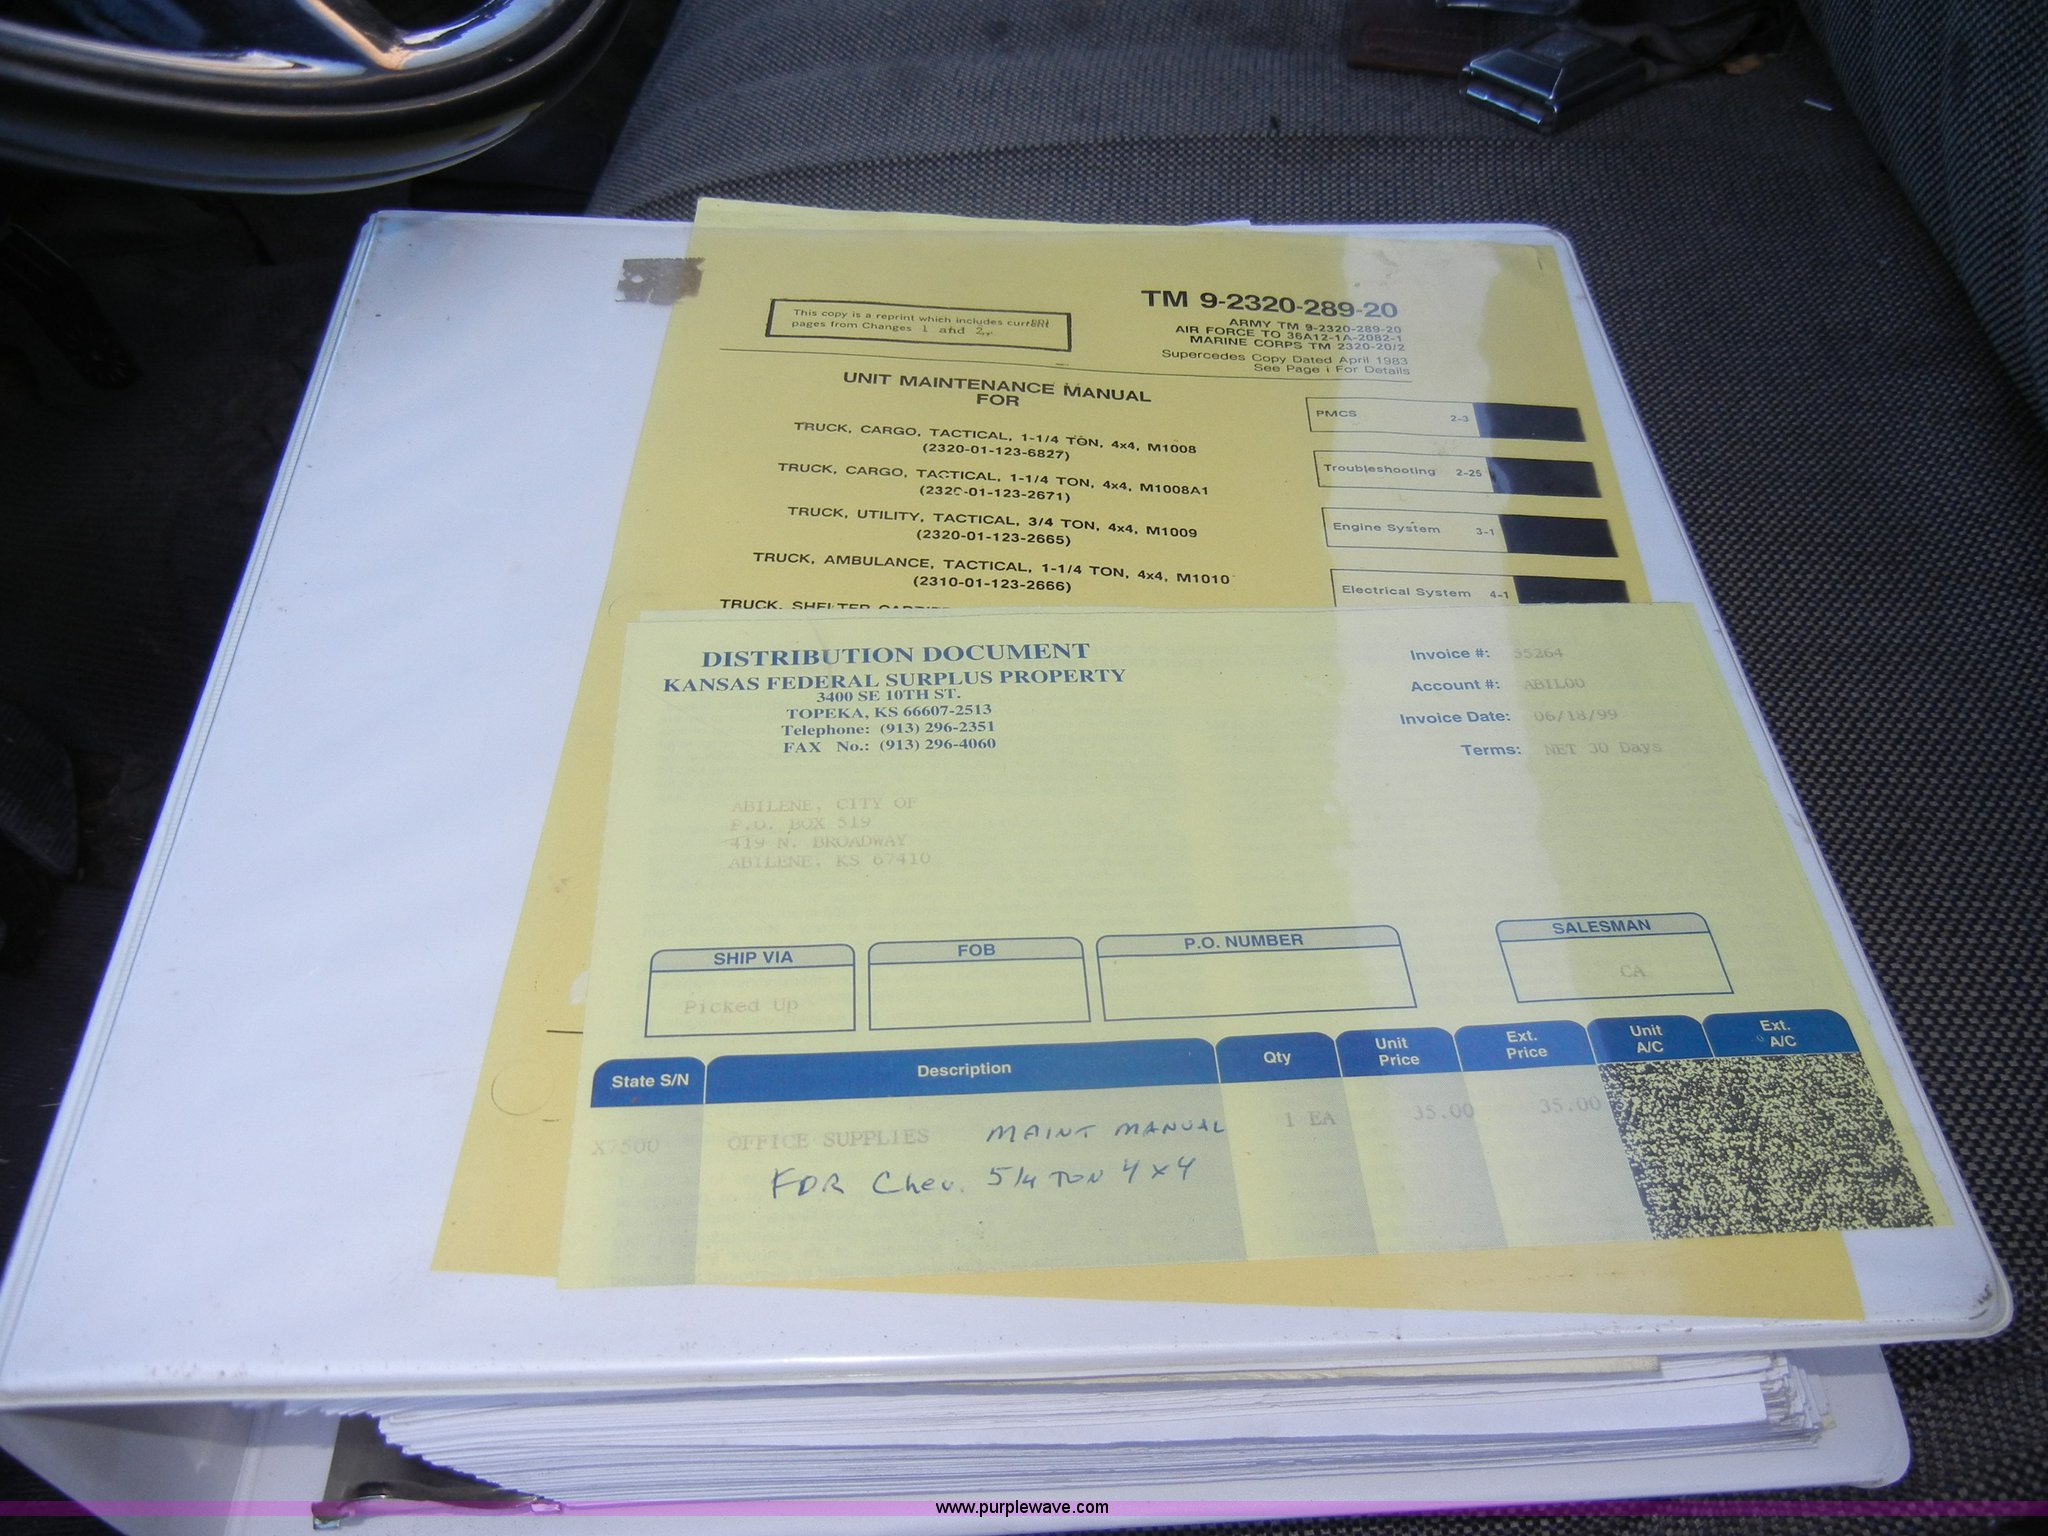 TM 9-2320-289-20
This copy is a reprint which includes current
pages from Changes 1 and 2.
ARMY TM 9-2320-289-20
AIR FORCE TO 36A12-1A-2082-1
MARINE CORPS TM 2320-20/2
Supercedes Copy Dated April 1983
See Page i For Details
UNIT MAINTENANCE MANUAL
FOR
TRUCK, CARGO, TACTICAL, 1-1/4 TON, 4x4, M1008
(2320-01-123-6827)
TRUCK, CARGO, TACTICAL, 1-1/4 TON, 4x4, M1008A1
(2320-01-123-2671)
TRUCK, UTILITY, TACTICAL, 3/4 TON, 4x4, M1009
(2320-01-123-2665)
TRUCK, AMBULANCE, TACTICAL, 1-1/4 TON, 4x4, M1010
(2310-01-123-2666)
TRUCK, SHELTER
PMCS 2-3
Troubleshooting 2-25
Engine System 3-1
Electrical System 4-1
DISTRIBUTION DOCUMENT
KANSAS FEDERAL SURPLUS PROPERTY
3400 SE 10TH ST.
TOPEKA, KS 66607-2513
Telephone: (913) 296-2351
FAX No.: (913) 296-4060
Invoice #: 55264
Account #: ABIL00
Invoice Date: 06/18/99
Terms: NET 30 Days
ABILENE, CITY OF
P.O. BOX 519
419 N. BROADWAY
ABILENE, KS 67410
SHIP VIA
Picked Up
FOB
P.O. NUMBER
SALESMAN
CA
State S/N Description Qty Unit Price Ext. Price Unit A/C Ext. A/C
X7500 OFFICE SUPPLIES MAINT MANUAL 1 EA 35.00 35.00
FOR Chev. 5/4 TON 4x4
www.purplewave.com